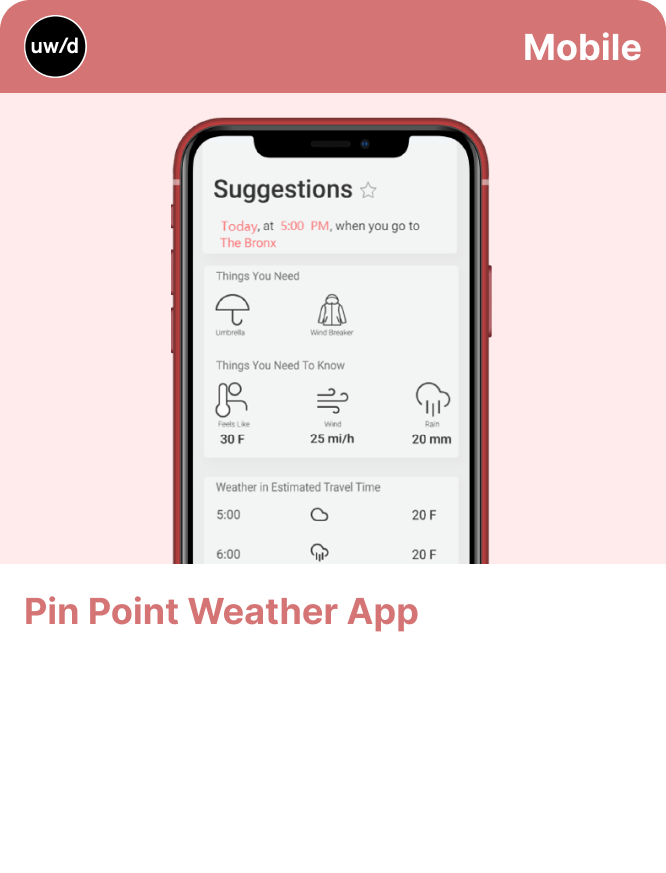 uw/d
Mobile
Suggestions
Today, at 5:00 PM, when you go to
The Bronx
Things You Need
Umbrella
Wind Breaker
Things You Need To Know
Feels Like
Wind
Rain
30 F
25 mi/h
20 mm
Weather in Estimated Travel Time
5:00
20 F
6:00
20 F
Pin Point Weather App